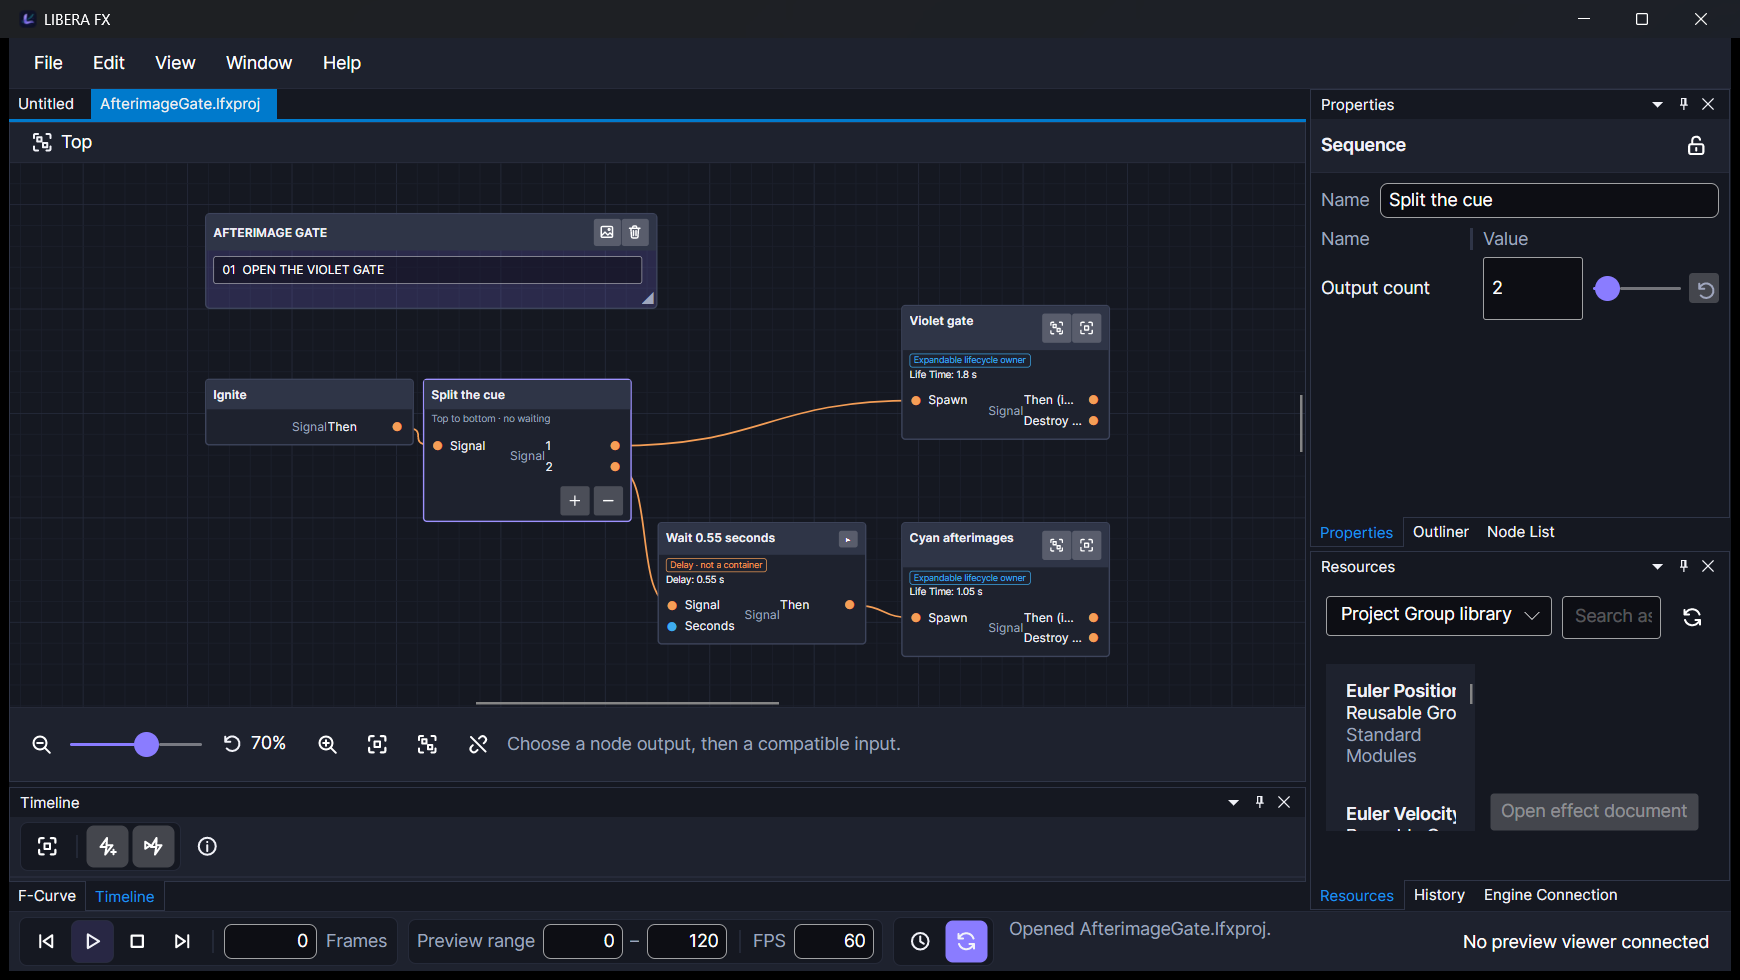 LIBERA FX
File Edit View Window Help
Untitled AfterimageGate.lfxproj
Top
AFTERIMAGE GATE
01 OPEN THE VIOLET GATE
Ignite
Signal Then
Split the cue
Top to bottom · no waiting
Signal
Signal
1
2
+ −
Violet gate
Expandable lifecycle owner
Life Time: 1.8 s
Spawn
Signal
Then (i...
Destroy ...
Wait 0.55 seconds
Delay · not a container
Delay: 0.55 s
Signal
Seconds
Signal
Then
Cyan afterimages
Expandable lifecycle owner
Life Time: 1.05 s
Spawn
Signal
Then (i...
Destroy ...
70%
Choose a node output, then a compatible input.
Timeline
F-Curve Timeline
0 Frames
Preview range 0 – 120
FPS 60
Opened AfterimageGate.lfxproj.
No preview viewer connected
Properties
Sequence
Name Split the cue
Name Value
Output count 2
Properties Outliner Node List
Resources
Project Group library
Search as
Euler Position
Reusable Gro
Standard
Modules
Euler Velocity
Open effect document
Resources History Engine Connection